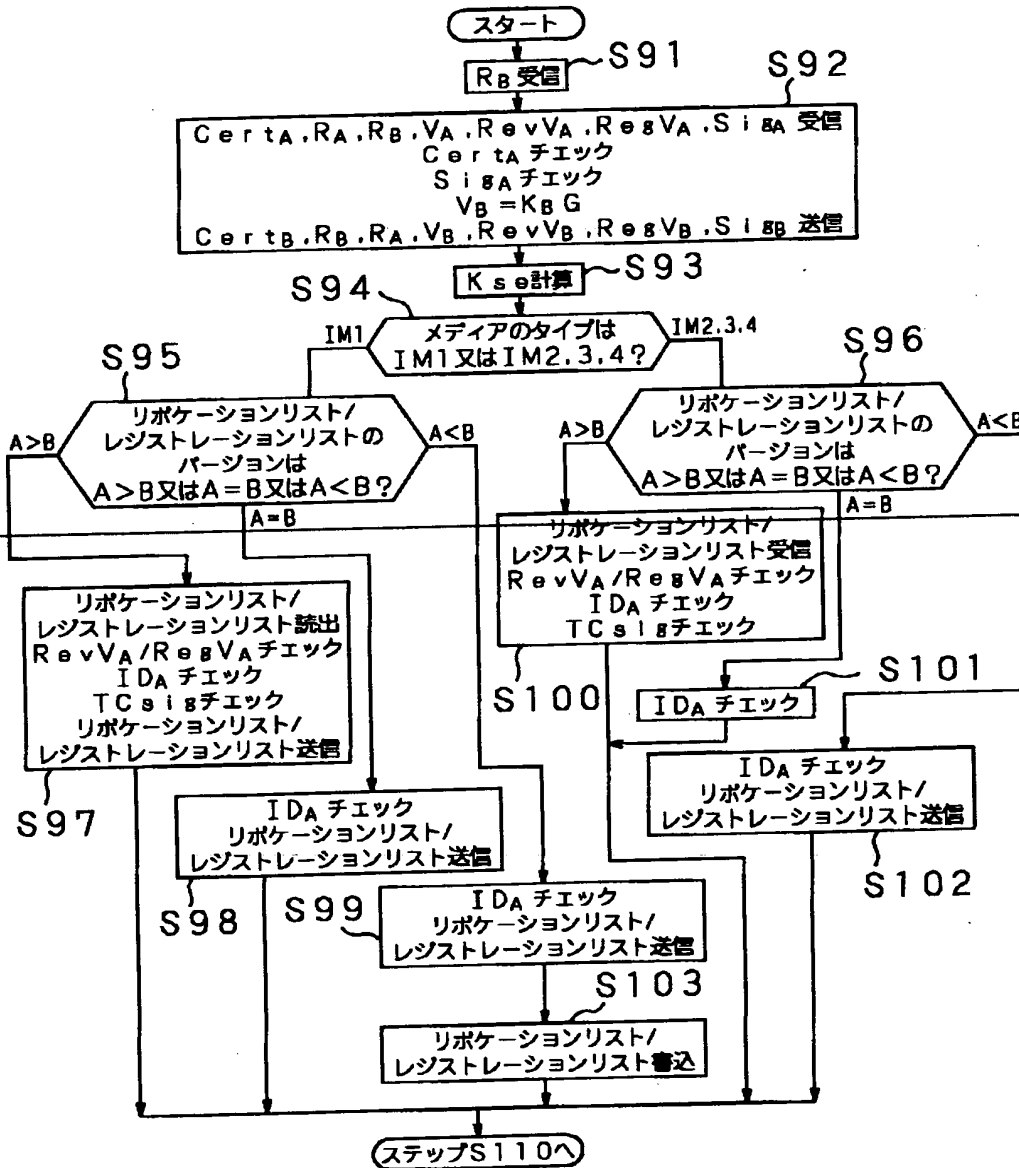 スタート
S91
RB 受信
S92
CertA,RA,RB,VA,RevVA,RegVA,SigA 受信
CertA チェック
SigA チェック
VB=KBG
CertB,RB,RA,VB,RevVB,RegVB,SigB 送信
S93
Kse計算
S94
メディアのタイプは
IM1又はIM2.3.4?
IM1
IM2.3.4
S95
リボケーションリスト/
レジストレーションリストの
バージョンは
A>B又はA=B又はA<B?
A>B
A<B
A=B
S96
リボケーションリスト/
レジストレーションリストの
バージョンは
A>B又はA=B又はA<B?
A>B
A<B
A=B
リボケーションリスト/
レジストレーションリスト読出
RevVA/RegVAチェック
IDA チェック
TCsigチェック
リボケーションリスト/
レジストレーションリスト送信
S97
IDA チェック
リボケーションリスト/
レジストレーションリスト送信
S98
S99
IDA チェック
リボケーションリスト/
レジストレーションリスト送信
S103
リボケーションリスト/
レジストレーションリスト書込
リボケーションリスト/
レジストレーションリスト受信
RevVA/RegVAチェック
IDA チェック
TCsigチェック
S100
S101
IDA チェック
IDA チェック
リボケーションリスト/
レジストレーションリスト送信
S102
ステップS110へ